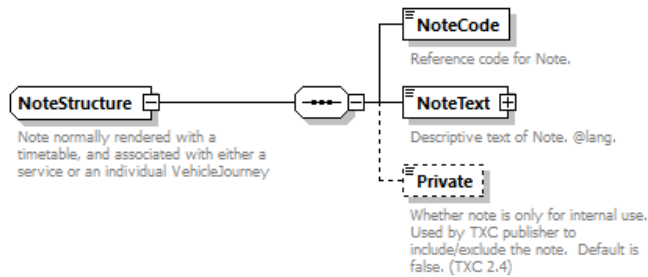 NoteCode
Reference code for Note.
NoteStructure
Note normally rendered with a
timetable, and associated with either a
service or an individual VehicleJourney
NoteText
Descriptive text of Note. @lang.
Private
Whether note is only for internal use.
Used by TXC publisher to
include/exclude the note.  Default is
false. (TXC 2.4)